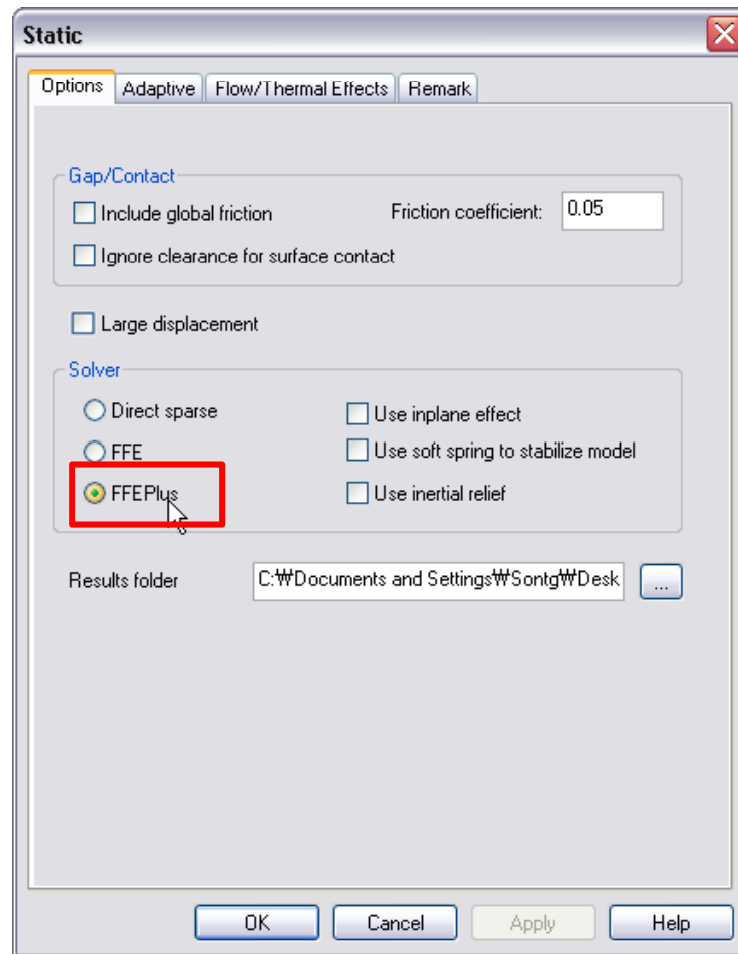 Static
Options Adaptive Flow/Thermal Effects Remark
Gap/Contact
Include global friction Friction coefficient: 0.05
Ignore clearance for surface contact
Large displacement
Solver
Direct sparse Use inplane effect
FFE Use soft spring to stabilize model
FFEPlus Use inertial relief
Results folder C:₩Documents and Settings₩Sontg₩Desk ...
OK Cancel Apply Help